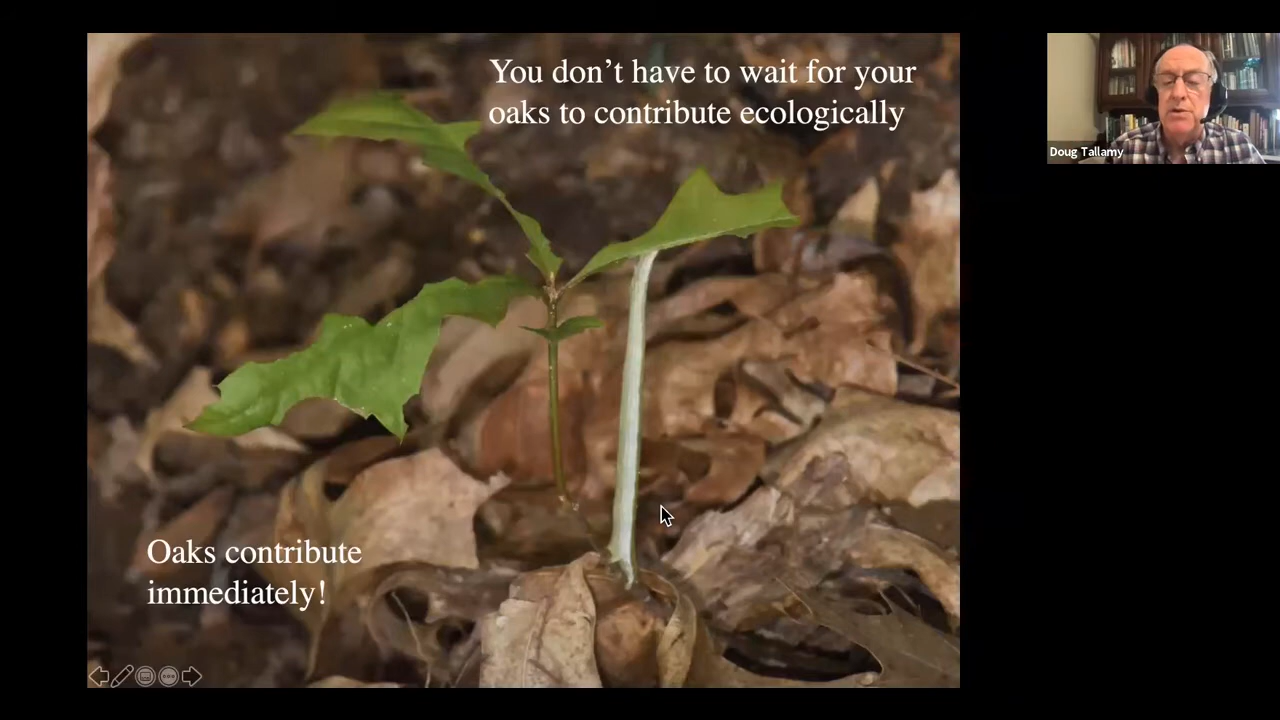 You don't have to wait for your
oaks to contribute ecologically
Doug Tallamy
Oaks contribute
immediately!